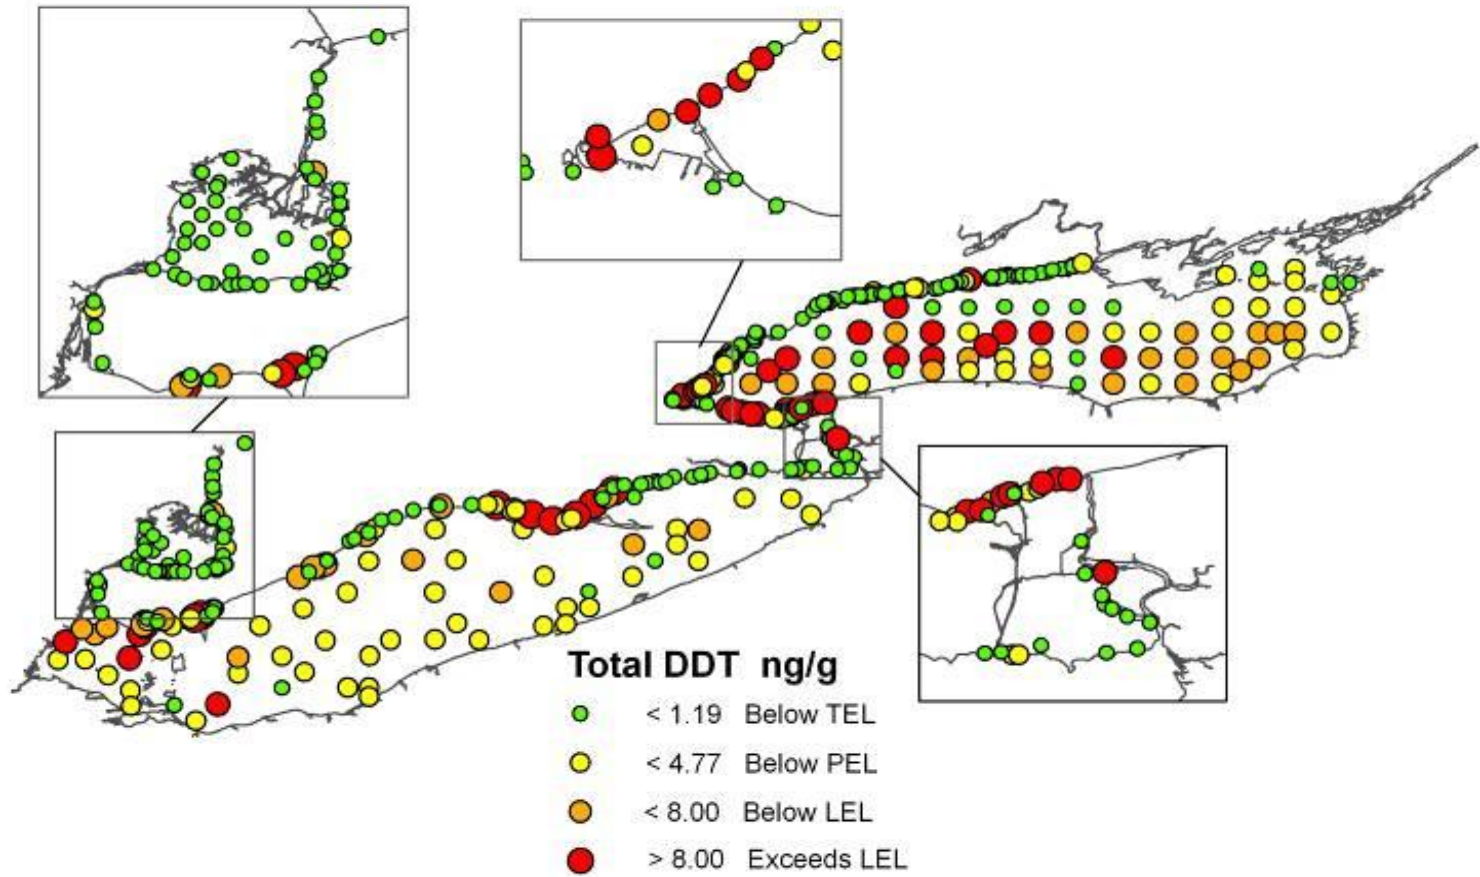 Total DDT ng/g
< 1.19 Below TEL
< 4.77 Below PEL
< 8.00 Below LEL
> 8.00 Exceeds LEL